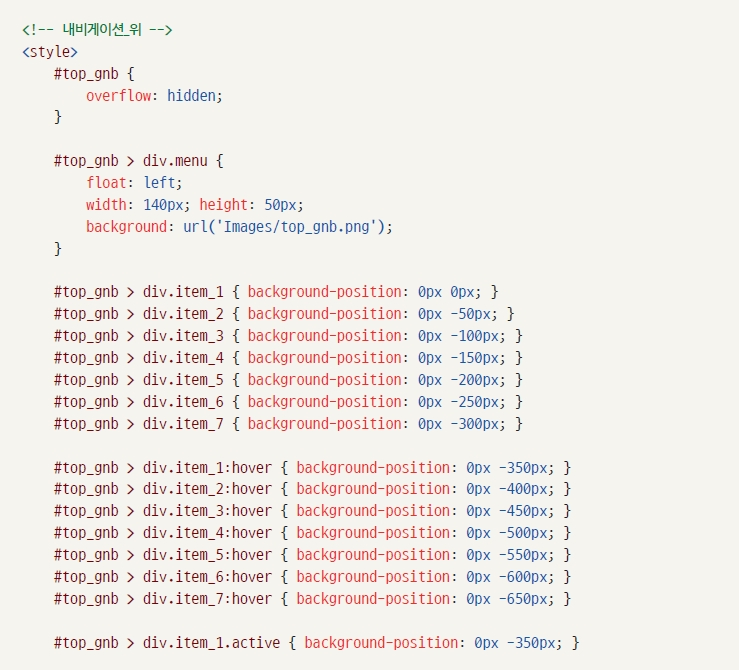 <!-- 내비게이션_위 -->
<style>
#top_gnb {
overflow: hidden;
}
#top_gnb > div.menu {
float: left;
width: 140px; height: 50px;
background: url('Images/top_gnb.png');
}
#top_gnb > div.item_1 { background-position: 0px 0px; }
#top_gnb > div.item_2 { background-position: 0px -50px; }
#top_gnb > div.item_3 { background-position: 0px -100px; }
#top_gnb > div.item_4 { background-position: 0px -150px; }
#top_gnb > div.item_5 { background-position: 0px -200px; }
#top_gnb > div.item_6 { background-position: 0px -250px; }
#top_gnb > div.item_7 { background-position: 0px -300px; }
#top_gnb > div.item_1:hover { background-position: 0px -350px; }
#top_gnb > div.item_2:hover { background-position: 0px -400px; }
#top_gnb > div.item_3:hover { background-position: 0px -450px; }
#top_gnb > div.item_4:hover { background-position: 0px -500px; }
#top_gnb > div.item_5:hover { background-position: 0px -550px; }
#top_gnb > div.item_6:hover { background-position: 0px -600px; }
#top_gnb > div.item_7:hover { background-position: 0px -650px; }
#top_gnb > div.item_1.active { background-position: 0px -350px; }